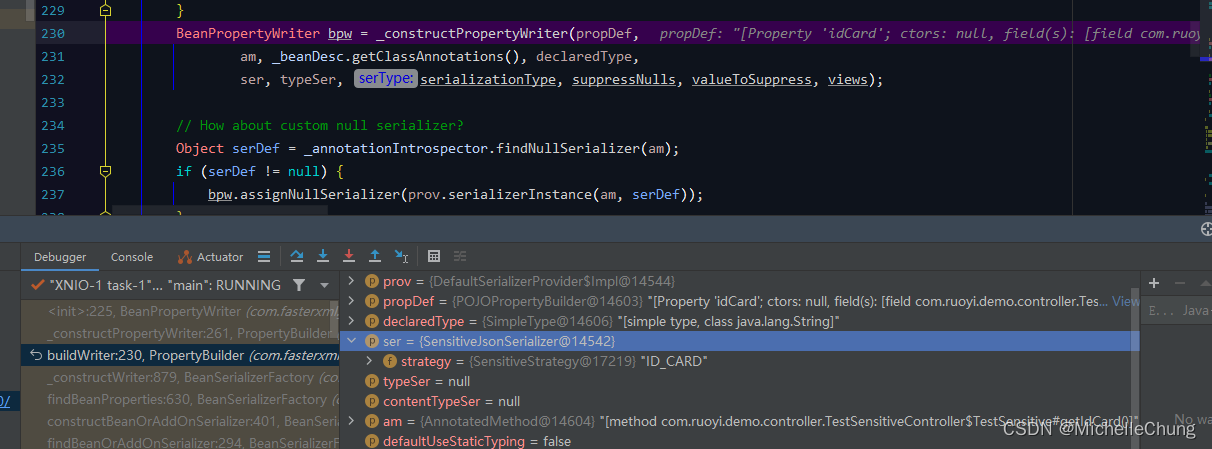 229 }
230 BeanPropertyWriter bpw = _constructPropertyWriter(propDef, propDef: "[Property 'idCard'; ctors: null, field(s): [field com.ruoy
231 am, _beanDesc.getClassAnnotations(), declaredType,
232 ser, typeSer, serType: serializationType, suppressNulls, valueToSuppress, views);
233
234 // How about custom null serializer?
235 Object serDef = _annotationIntrospector.findNullSerializer(am);
236 if (serDef != null) {
237 bpw.assignNullSerializer(prov.serializerInstance(am, serDef));
Debugger Console Actuator
"XNIO-1 task-1"... "main": RUNNING
<init>:225, BeanPropertyWriter (com.fasterxm
_constructPropertyWriter:261, PropertyBuilder
buildWriter:230, PropertyBuilder (com.fasterxml
_constructWriter:879, BeanSerializerFactory (co
findBeanProperties:630, BeanSerializerFactory (
constructBeanOrAddOnSerializer:401, BeanSer
findBeanOrAddOnSerializer:294, BeanSerializerF
0/
prov = {DefaultSerializerProvider$Impl@14544}
propDef = {POJOPropertyBuilder@14603} "[Property 'idCard'; ctors: null, field(s): [field com.ruoyi.demo.controller.Tes... View
declaredType = {SimpleType@14606} "[simple type, class java.lang.String]"
ser = {SensitiveJsonSerializer@14542}
strategy = {SensitiveStrategy@17219} "ID_CARD"
typeSer = null
contentTypeSer = null
am = {AnnotatedMethod@14604} "[method com.ruoyi.demo.controller.TestSensitiveController$TestSensitive#getIdCard0]"
defaultUseStaticTyping = false
E... Java
No wa
CSDN @MichelleChung